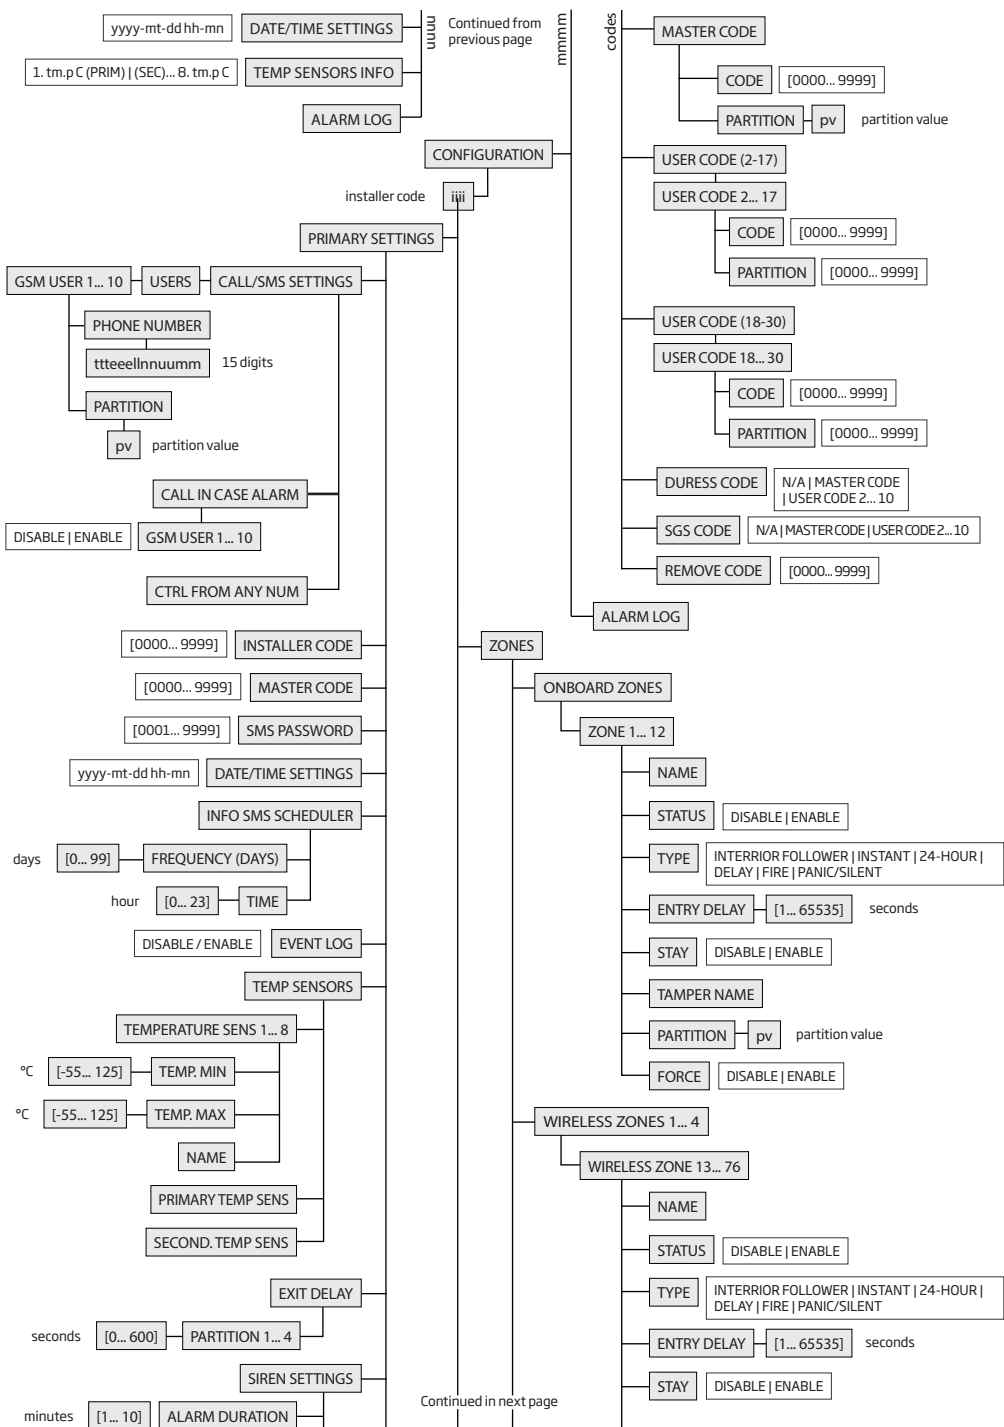 yyyy-mt-dd hh-mn DATE/TIME SETTINGS
1. tm.p C (PRIM) | (SEC)... 8. tm.p C TEMP SENSORS INFO
ALARM LOG
uuuu
Continued from
previous page
mmmm
CONFIGURATION
installer code iiii
PRIMARY SETTINGS
GSM USER 1... 10 USERS CALL/SMS SETTINGS
PHONE NUMBER
ttteeellnnuumm 15 digits
PARTITION
pv partition value
CALL IN CASE ALARM
DISABLE | ENABLE GSM USER 1... 10
CTRL FROM ANY NUM
[0000... 9999] INSTALLER CODE
[0000... 9999] MASTER CODE
[0001... 9999] SMS PASSWORD
yyyy-mt-dd hh-mn DATE/TIME SETTINGS
INFO SMS SCHEDULER
days [0... 99] FREQUENCY (DAYS)
hour [0... 23] TIME
DISABLE / ENABLE EVENT LOG
TEMP SENSORS
TEMPERATURE SENS 1... 8
°C [-55... 125] TEMP. MIN
°C [-55... 125] TEMP. MAX
NAME
PRIMARY TEMP SENS
SECOND. TEMP SENS
EXIT DELAY
seconds [0... 600] PARTITION 1... 4
SIREN SETTINGS
minutes [1... 10] ALARM DURATION
codes
MASTER CODE
CODE [0000... 9999]
PARTITION pv partition value
USER CODE (2-17)
USER CODE 2... 17
CODE [0000... 9999]
PARTITION [0000... 9999]
USER CODE (18-30)
USER CODE 18... 30
CODE [0000... 9999]
PARTITION [0000... 9999]
DURESS CODE N/A | MASTER CODE
| USER CODE 2... 10
SGS CODE N/A | MASTER CODE | USER CODE 2... 10
REMOVE CODE [0000... 9999]
ALARM LOG
ZONES
ONBOARD ZONES
ZONE 1... 12
NAME
STATUS DISABLE | ENABLE
TYPE INTERRIOR FOLLOWER | INSTANT | 24-HOUR |
DELAY | FIRE | PANIC/SILENT
ENTRY DELAY [1... 65535] seconds
STAY DISABLE | ENABLE
TAMPER NAME
PARTITION pv partition value
FORCE DISABLE | ENABLE
WIRELESS ZONES 1... 4
WIRELESS ZONE 13... 76
NAME
STATUS DISABLE | ENABLE
TYPE INTERRIOR FOLLOWER | INSTANT | 24-HOUR |
DELAY | FIRE | PANIC/SILENT
ENTRY DELAY [1... 65535] seconds
STAY DISABLE | ENABLE
Continued in next page